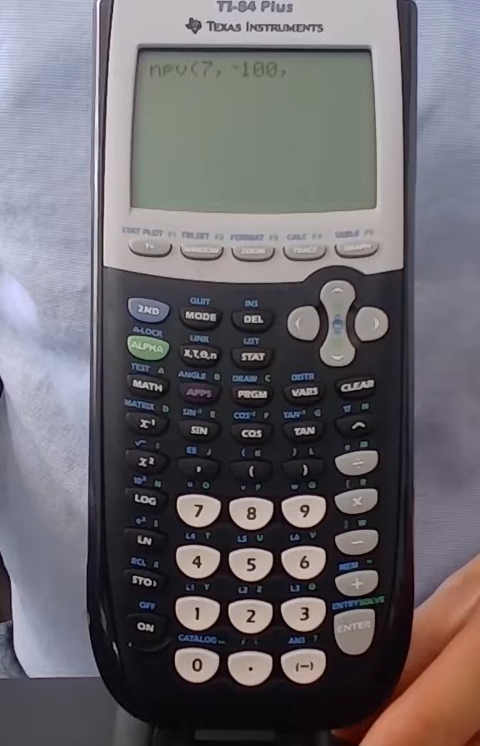 TI-84 Plus
TEXAS INSTRUMENTS
npv(7,-100,
STAT PLOT F1 TBLSET F2 FORMAT F3 CALC F4 TABLE F5
Y= WINDOW ZOOM TRACE GRAPH
QUIT INS
2ND MODE DEL
A-LOCK LINK LIST
ALPHA X,T,Θ,n STAT
TEST A ANGLE B DRAW C DISTR
MATH APPS PRGM VARS CLEAR
MATRIX D SIN⁻¹ E COS⁻¹ F TAN⁻¹ G π H
X⁻¹ SIN COS TAN ^
√ I EE J { K } L e M
X² , ( ) ÷
10ˣ N u O v P w Q [ R
LOG 7 8 9 ×
eˣ S L4 T L5 U L6 V ] W
LN 4 5 6 −
RCL X L1 Y L2 Z L3 θ MEM "
STO› 1 2 3 +
OFF ENTRY SOLVE
ON ENTER
CATALOG i ANS ?
0 . (−)